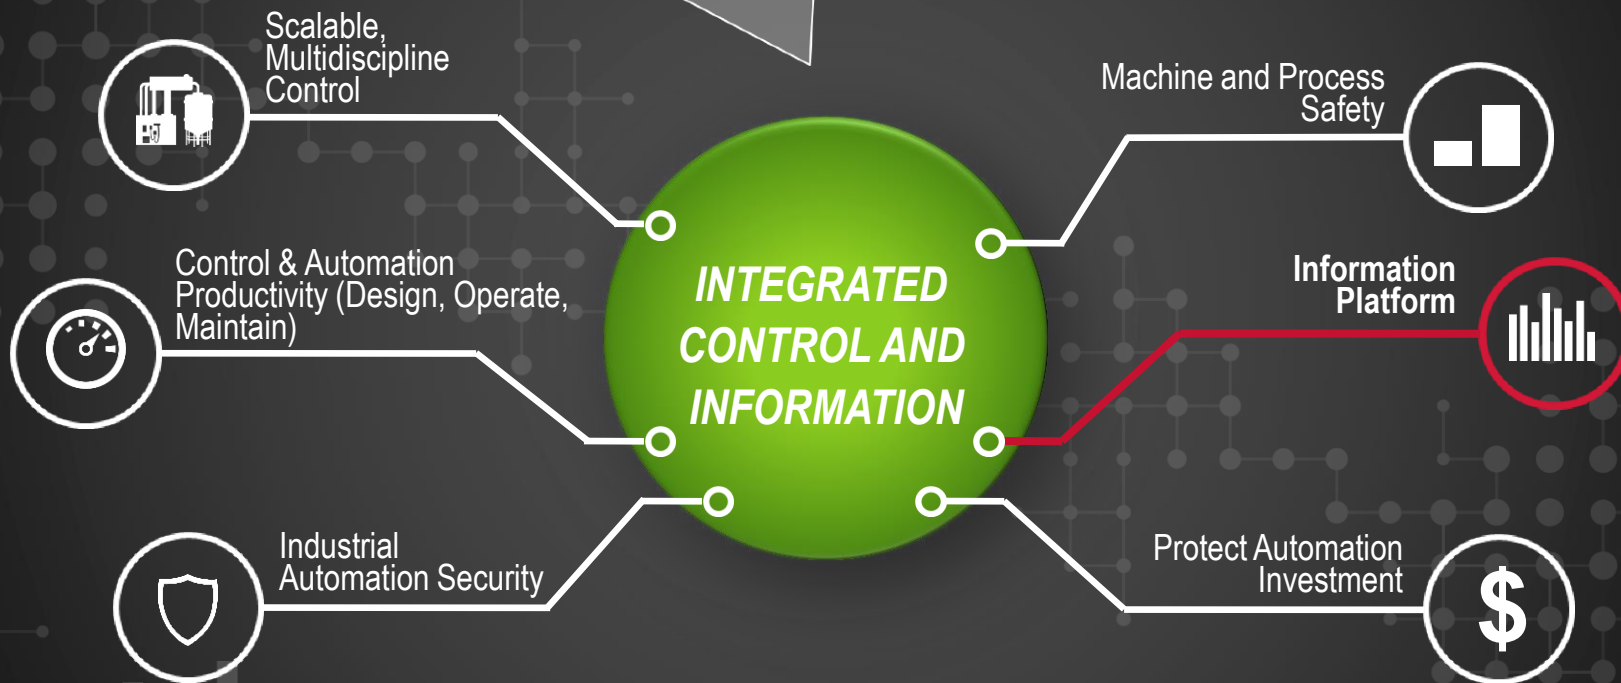 Scalable,
Multidiscipline
Control
Control & Automation
Productivity (Design, Operate,
Maintain)
Industrial
Automation Security
INTEGRATED
CONTROL AND
INFORMATION
Machine and Process
Safety
Information
Platform
Protect Automation
Investment
$